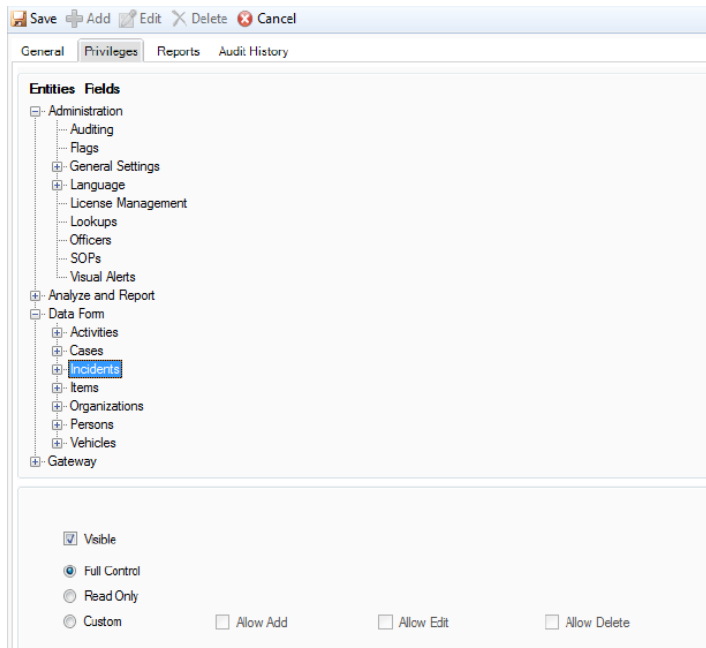 Save Add Edit Delete Cancel
General Privileges Reports Audit History
Entities Fields
Administration
Auditing
Flags
General Settings
Language
License Management
Lookups
Officers
SOPs
Visual Alerts
Analyze and Report
Data Form
Activities
Cases
Incidents
Items
Organizations
Persons
Vehicles
Gateway
Visible
Full Control
Read Only
Custom Allow Add Allow Edit Allow Delete